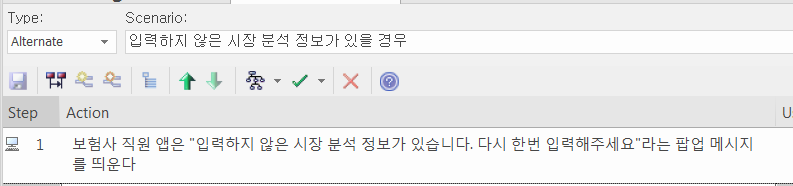 Type:
Scenario:
Alternate
입력하지 않은 시장 분석 정보가 있을 경우
Step
Action
1
보험사 직원 앱은 "입력하지 않은 시장 분석 정보가 있습니다. 다시 한번 입력해주세요"라는 팝업 메시지
를 띄운다